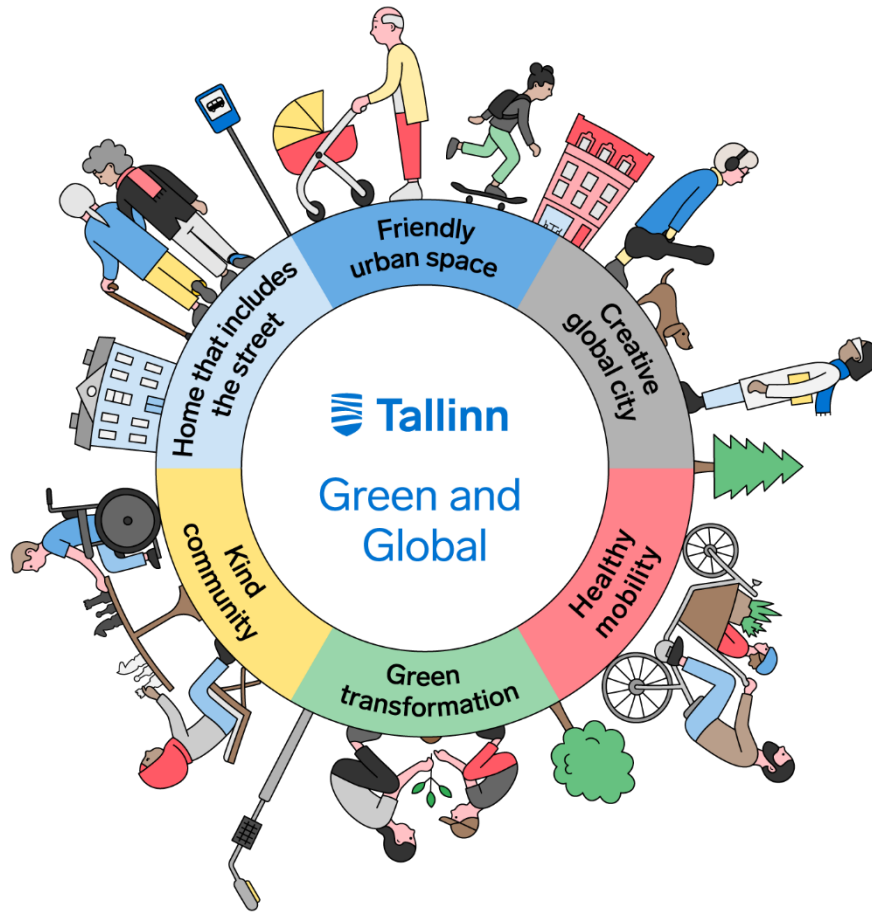 Friendly
urban space
Creative
global city
Healthy
mobility
Green
transformation
Kind
community
Home that includes
the street
Tallinn
Green and
Global